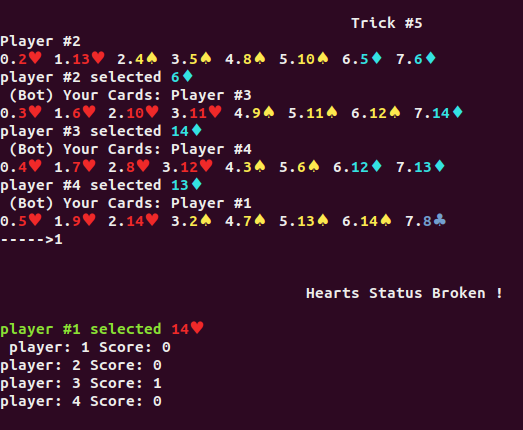 Trick #5
Player #2
0.2♥ 1.13♥ 2.4♠ 3.5♠ 4.8♠ 5.10♠ 6.5♦ 7.6♦
player #2 selected 6♦
(Bot) Your Cards: Player #3
0.3♥ 1.6♥ 2.10♥ 3.11♥ 4.9♠ 5.11♠ 6.12♠ 7.14♦
player #3 selected 14♦
(Bot) Your Cards: Player #4
0.4♥ 1.7♥ 2.8♥ 3.12♥ 4.3♠ 5.6♠ 6.12♦ 7.13♦
player #4 selected 13♦
(Bot) Your Cards: Player #1
0.5♥ 1.9♥ 2.14♥ 3.2♠ 4.7♠ 5.13♠ 6.14♠ 7.8♣
----->1
Hearts Status Broken !
player #1 selected 14♥
player: 1 Score: 0
player: 2 Score: 0
player: 3 Score: 1
player: 4 Score: 0